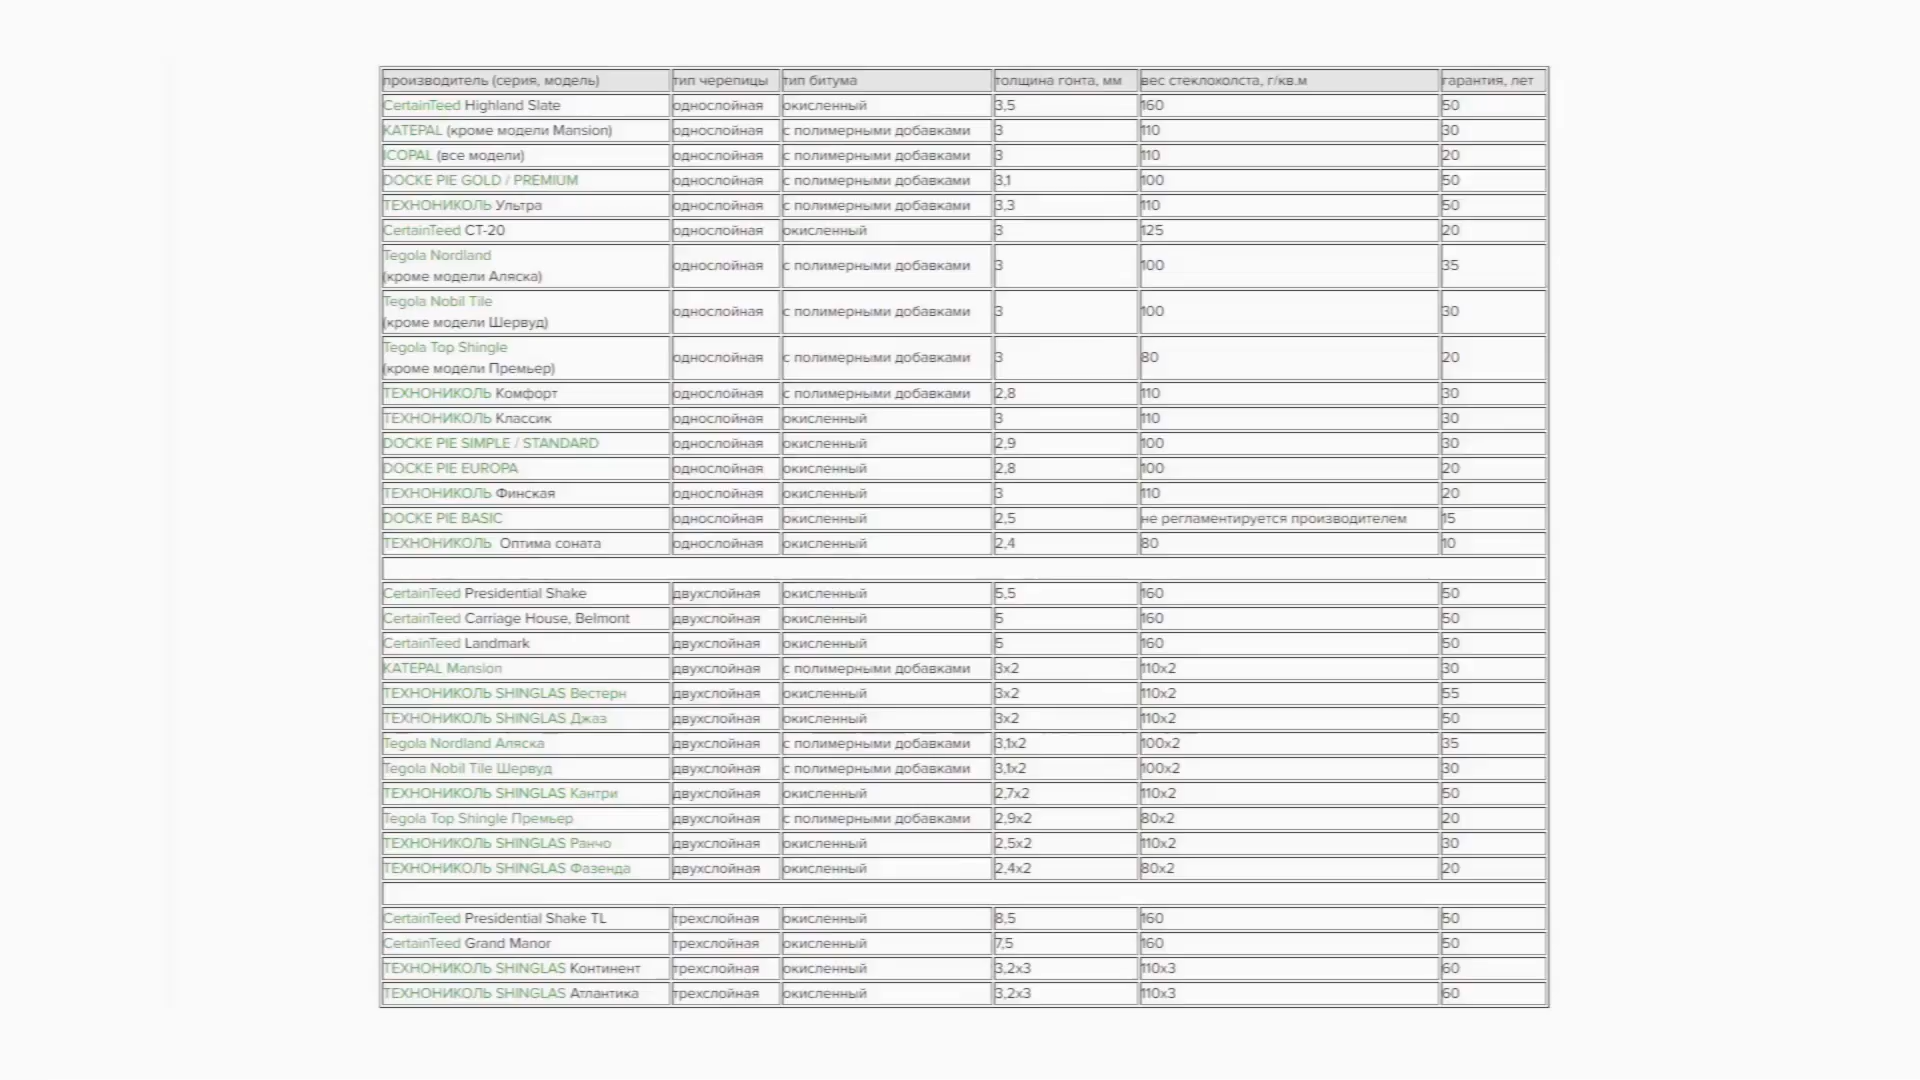 производитель (серия, модель) тип черепицы тип битума толщина гонта, мм вес стеклохолста, г/кв.м гарантия, лет
CertainTeed Highland Slate однослойная окисленный 3,5 160 50
KATEPAL (кроме модели Mansion) однослойная с полимерными добавками 3 110 30
ICOPAL (все модели) однослойная с полимерными добавками 3 110 20
DOCKE PIE GOLD / PREMIUM однослойная с полимерными добавками 3,1 100 50
ТЕХНОНИКОЛЬ Ультра однослойная с полимерными добавками 3,3 110 50
CertainTeed CT-20 однослойная окисленный 3 125 20
Tegola Nordland
(кроме модели Аляска) однослойная с полимерными добавками 3 100 35
Tegola Nobil Tile
(кроме модели Шервуд) однослойная с полимерными добавками 3 100 30
Tegola Top Shingle
(кроме модели Премьер) однослойная с полимерными добавками 3 80 20
ТЕХНОНИКОЛЬ Комфорт однослойная с полимерными добавками 2,8 110 30
ТЕХНОНИКОЛЬ Классик однослойная окисленный 3 110 30
DOCKE PIE SIMPLE / STANDARD однослойная окисленный 2,9 100 30
DOCKE PIE EUROPA однослойная окисленный 2,8 100 20
ТЕХНОНИКОЛЬ Финская однослойная окисленный 3 110 20
DOCKE PIE BASIC однослойная окисленный 2,5 не регламентируется производителем 15
ТЕХНОНИКОЛЬ Оптима соната однослойная окисленный 2,4 80 10
CertainTeed Presidential Shake двухслойная окисленный 5,5 160 50
CertainTeed Carriage House, Belmont двухслойная окисленный 5 160 50
CertainTeed Landmark двухслойная окисленный 5 160 50
KATEPAL Mansion двухслойная с полимерными добавками 3х2 110х2 30
ТЕХНОНИКОЛЬ SHINGLAS Вестерн двухслойная окисленный 3х2 110х2 55
ТЕХНОНИКОЛЬ SHINGLAS Джаз двухслойная окисленный 3х2 110х2 50
Tegola Nordland Аляска двухслойная с полимерными добавками 3,1х2 100х2 35
Tegola Nobil Tile Шервуд двухслойная с полимерными добавками 3,1х2 100х2 30
ТЕХНОНИКОЛЬ SHINGLAS Кантри двухслойная окисленный 2,7х2 110х2 50
Tegola Top Shingle Премьер двухслойная с полимерными добавками 2,9х2 80х2 20
ТЕХНОНИКОЛЬ SHINGLAS Ранчо двухслойная окисленный 2,5х2 110х2 30
ТЕХНОНИКОЛЬ SHINGLAS Фазенда двухслойная окисленный 2,4х2 80х2 20
CertainTeed Presidential Shake TL трехслойная окисленный 8,5 160 50
CertainTeed Grand Manor трехслойная окисленный 7,5 160 50
ТЕХНОНИКОЛЬ SHINGLAS Континент трехслойная окисленный 3,2х3 110х3 60
ТЕХНОНИКОЛЬ SHINGLAS Атлантика трехслойная окисленный 3,2х3 110х3 60